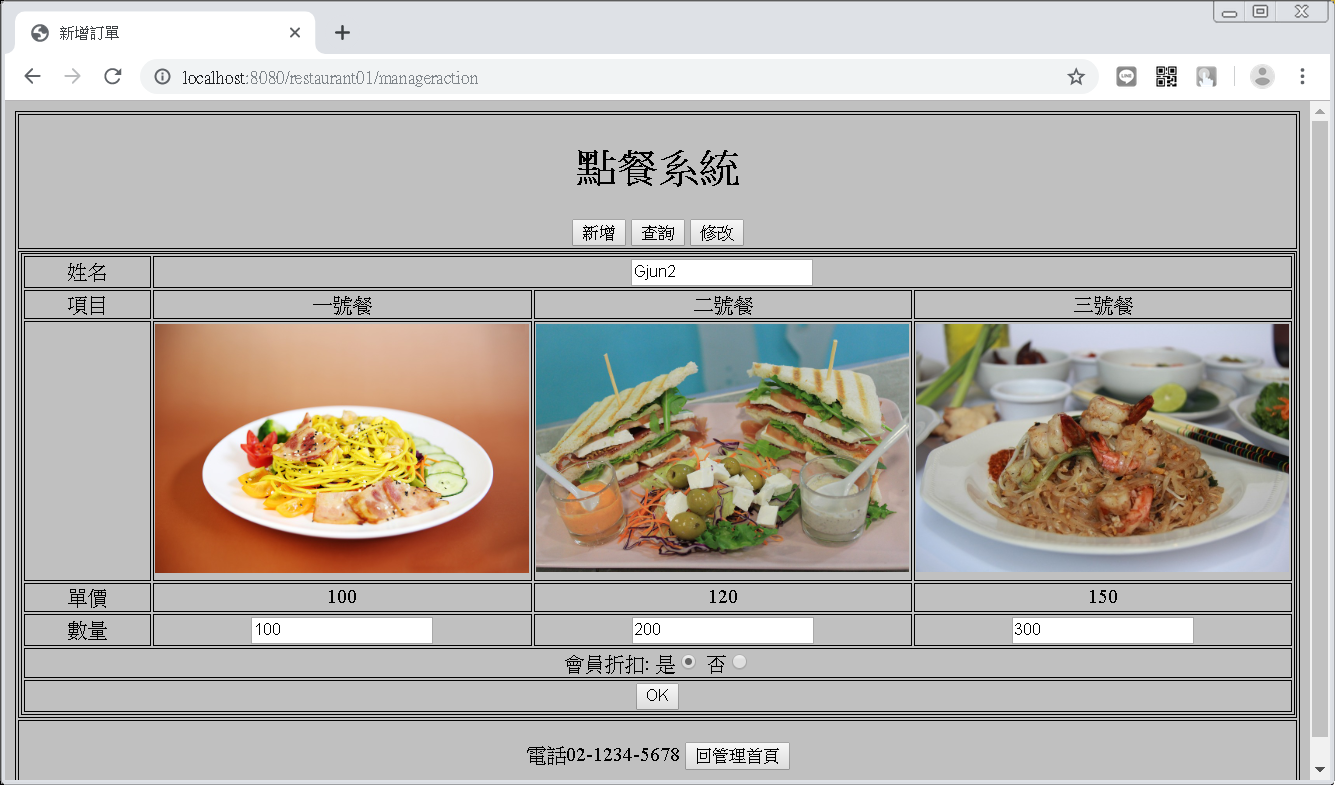 新增訂單
localhost:8080/restaurant01/manageraction
點餐系統
新增 查詢 修改
姓名 Gjun2
項目 一號餐 二號餐 三號餐
單價 100 120 150
數量 100 200 300
會員折扣: 是 否
OK
電話02-1234-5678 回管理首頁